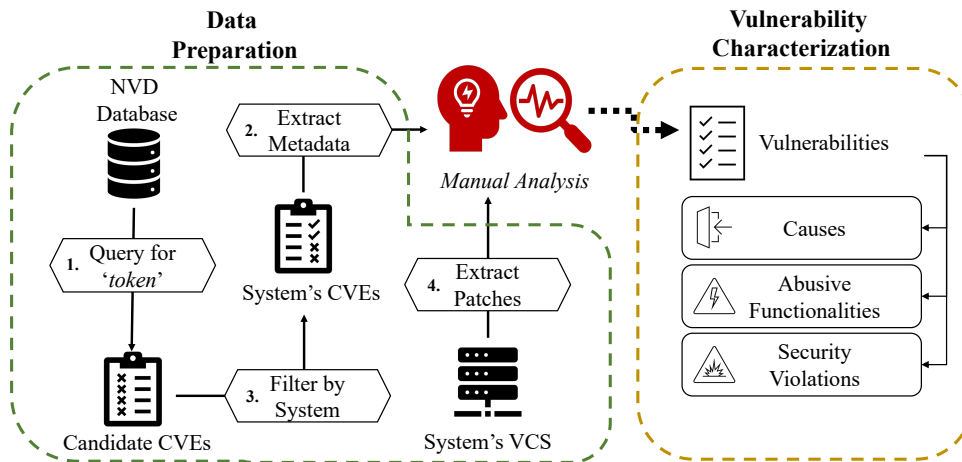 Data
Preparation
Vulnerability
Characterization
NVD
Database
1. Query for
‘token’
Candidate CVEs
3. Filter by
System
System’s CVEs
2. Extract
Metadata
Manual Analysis
4. Extract
Patches
System’s VCS
Vulnerabilities
Causes
Abusive
Functionalities
Security
Violations